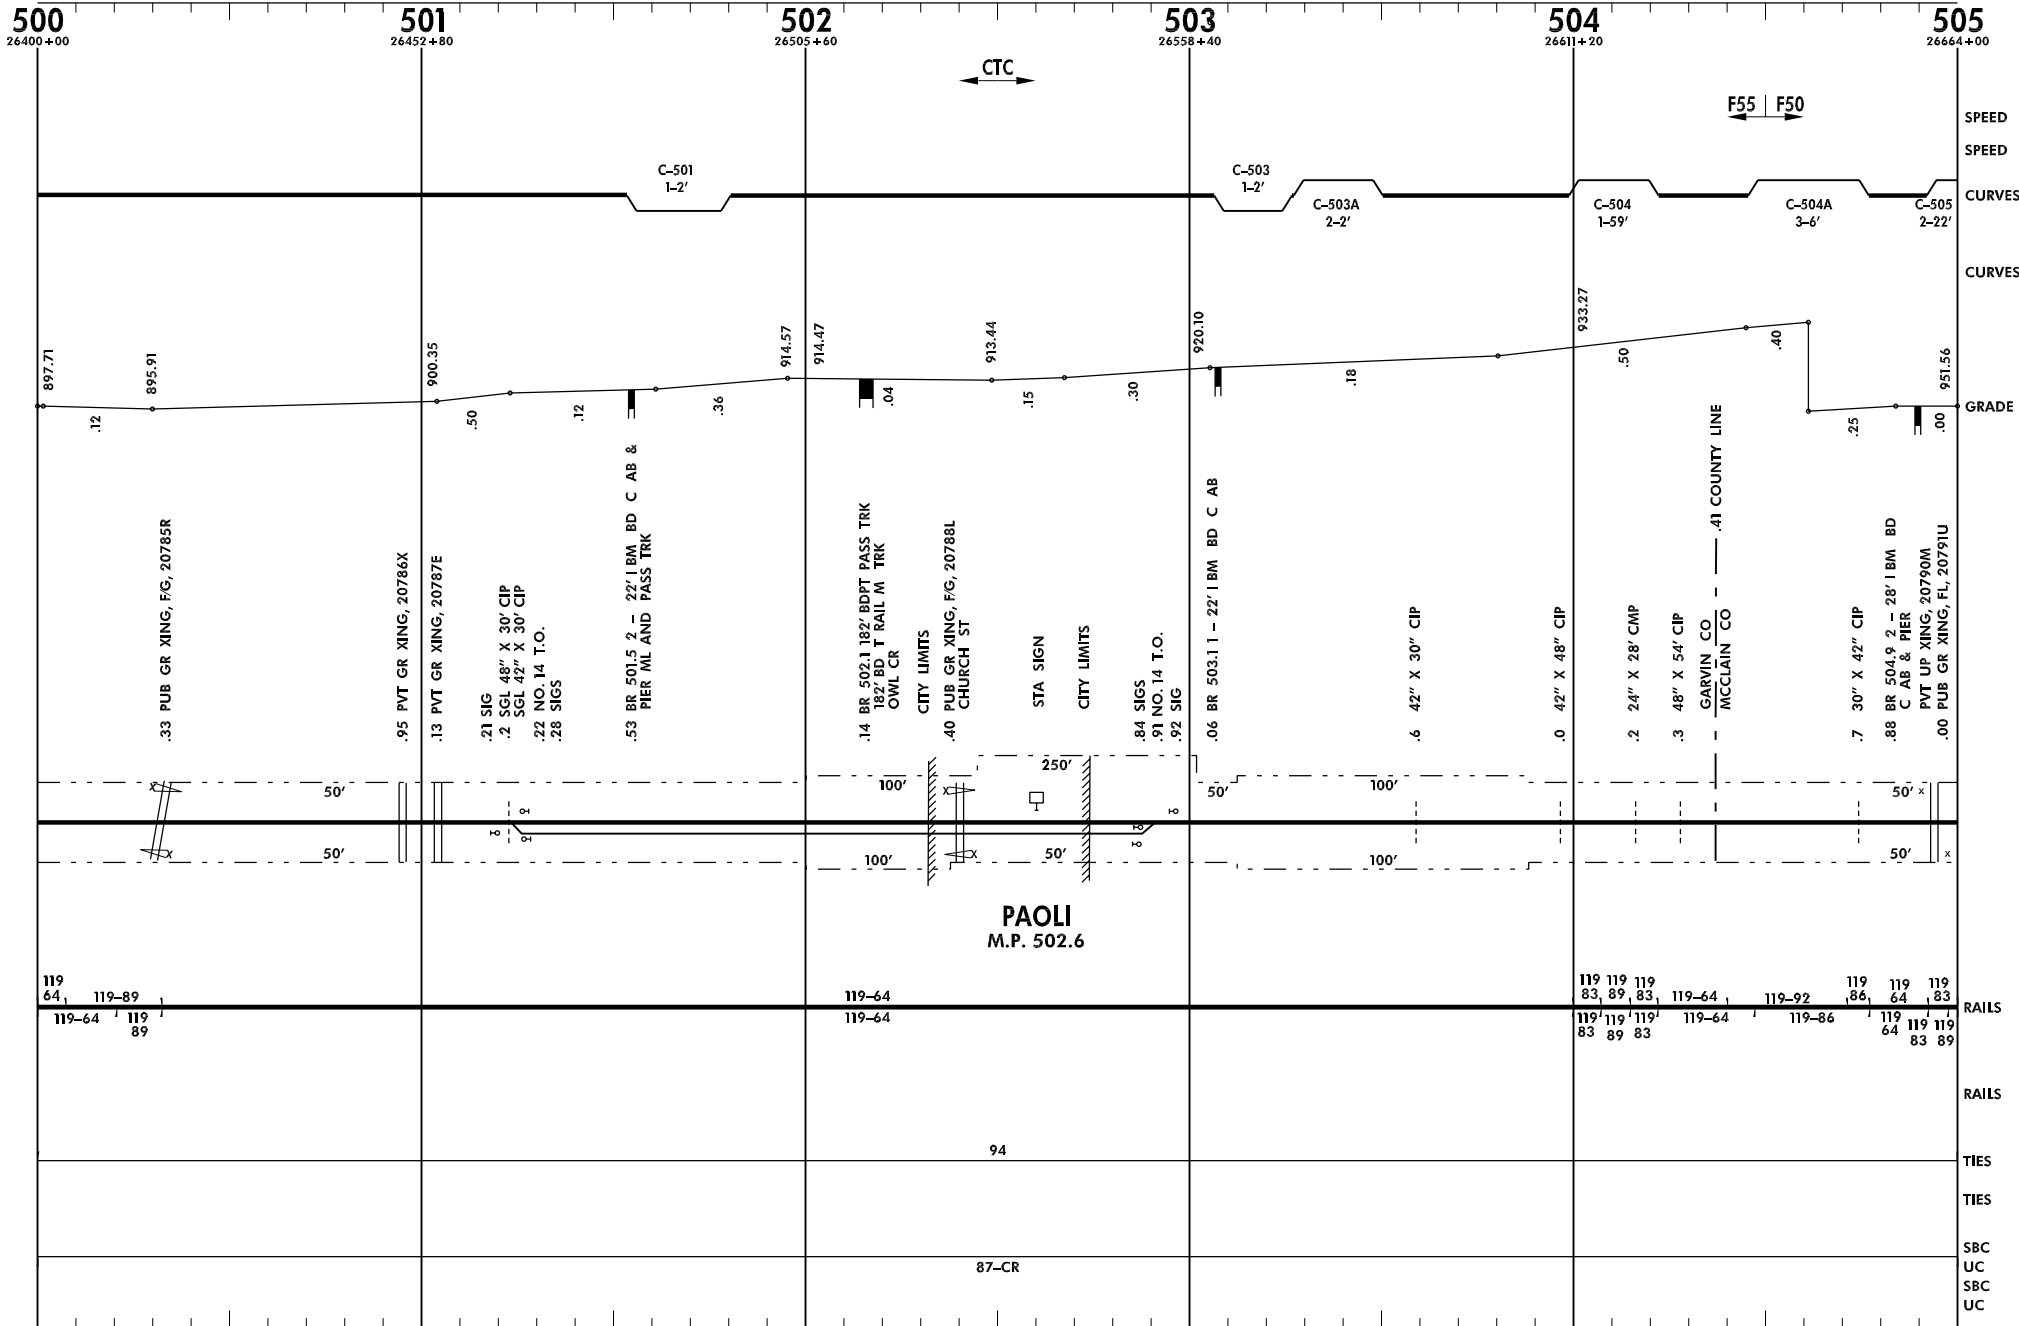 500 501 502 503 504 505
26400+00 26452+80 26505+60 26558+40 26611+20 26664+00
CTC
F55 F50
SPEED
SPEED
C–501
1–2′
C–503
1–2′
C–503A
2–2′
C–504
1–59′
C–504A
3–6′
C–505
2–22′
CURVES
CURVES
897.71
895.91
900.35
914.57
914.47
913.44
920.10
933.27
951.56
.12
.50
.12
.36
.04
.15
.30
.18
.50
.40
.25
.00
GRADE
.33 PUB GR XING, F/G, 20785R
.95 PVT GR XING, 20786X
.13 PVT GR XING, 20787E
.21 SIG
.2 SGL 48″ X 30′ CIP
SGL 42″ X 30′ CIP
.22 NO. 14 T.O.
.28 SIGS
.53 BR 501.5 2 – 22′ I BM BD C AB &
PIER ML AND PASS TRK
.14 BR 502.1 182′ BDPT PASS TRK
182′ BD T RAIL M TRK
OWL CR
CITY LIMITS
.40 PUB GR XING, F/G, 20788L
CHURCH ST
STA SIGN
CITY LIMITS
.84 SIGS
.91 NO. 14 T.O.
.92 SIG
.06 BR 503.1 1 – 22′ I BM BD C AB
.6 42″ X 30″ CIP
.0 42″ X 48″ CIP
.2 24″ X 28′ CMP
.3 48″ X 54′ CIP
GARVIN CO
.41 COUNTY LINE
MCCLAIN CO
.7 30″ X 42″ CIP
.88 BR 504.9 2 – 28′ I BM BD
C AB & PIER
PVT UP XING, 20790M
.00 PUB GR XING, FL, 20791U
50′ 100′ 250′ 50′ 100′ 50′
X X X
50′ 100′ 50′ 100′ 50′
X X X
PAOLI
M.P. 502.6
119
64
119–89
119–64
119
83
119
89
119
83
119–64
119–92
119
86
119
64
119
83
119–64
119
89
119–64
119
83
119
89
119
83
119–64
119–86
119
64
119
83
119
89
RAILS
RAILS
94
TIES
TIES
87–CR
SBC
UC
SBC
UC